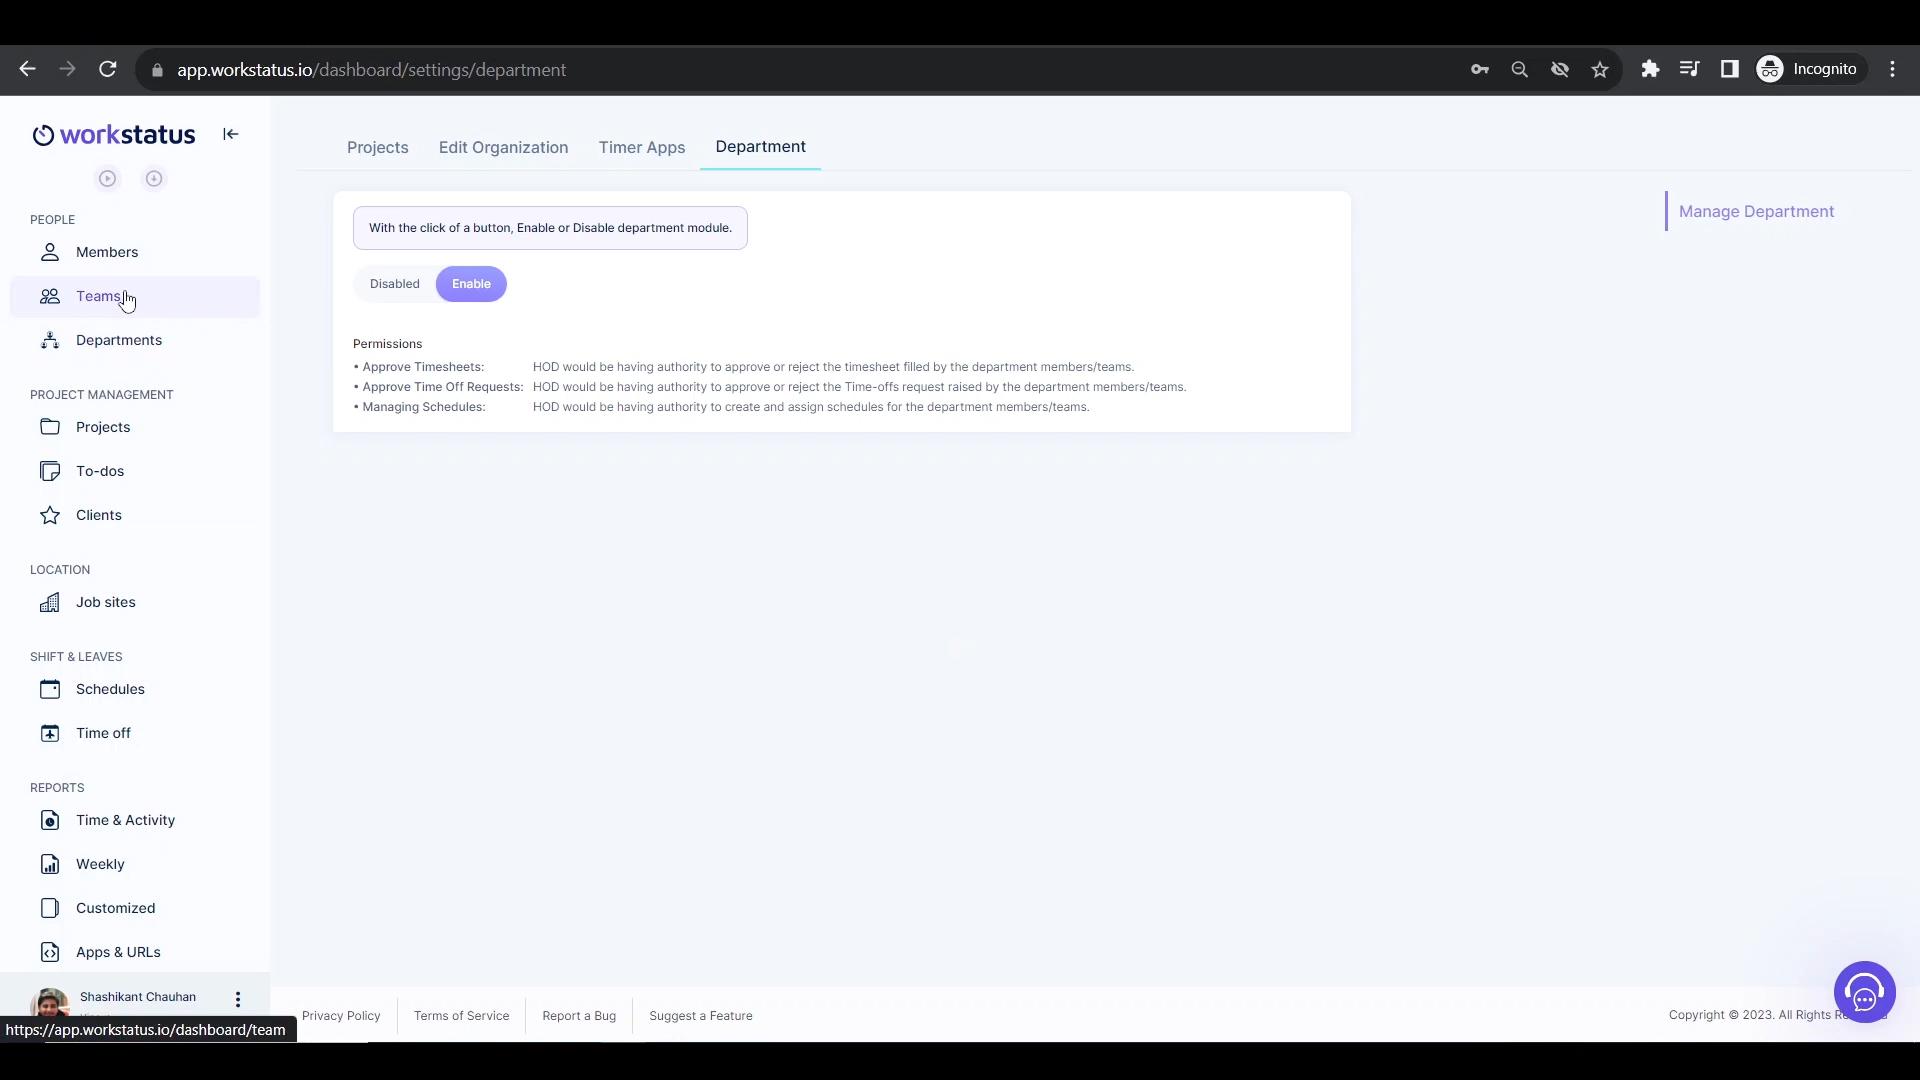 app.workstatus.io/dashboard/settings/department
Incognito
workstatus
PEOPLE
Members
Teams
Departments
PROJECT MANAGEMENT
Projects
To-dos
Clients
LOCATION
Job sites
SHIFT & LEAVES
Schedules
Time off
REPORTS
Time & Activity
Weekly
Customized
Apps & URLs
Shashikant Chauhan
https://app.workstatus.io/dashboard/team
Projects Edit Organization Timer Apps Department
With the click of a button, Enable or Disable department module.
Disabled Enable
Permissions
• Approve Timesheets: HOD would be having authority to approve or reject the timesheet filled by the department members/teams.
• Approve Time Off Requests: HOD would be having authority to approve or reject the Time-offs request raised by the department members/teams.
• Managing Schedules: HOD would be having authority to create and assign schedules for the department members/teams.
Manage Department
Privacy Policy Terms of Service Report a Bug Suggest a Feature
Copyright © 2023. All Rights